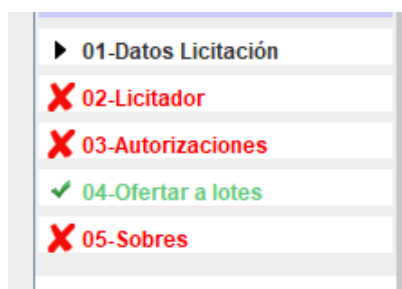 01-Datos Licitación
02-Licitador
03-Autorizaciones
04-Ofertar a lotes
05-Sobres